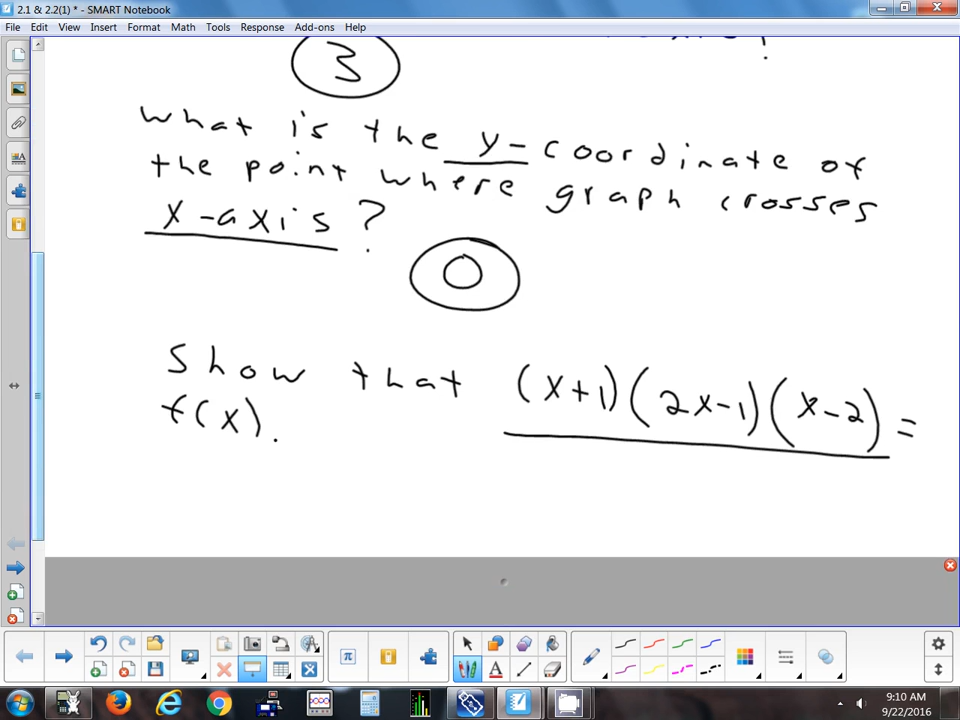 2.1 & 2.2(1) * - SMART Notebook
File Edit View Insert Format Math Tools Response Add-ons Help
3 ?
What is the y- coordinate of
the point where graph crosses
x-axis ?
0
Show that (x+1)(2x-1)(x-2) =
f(x).
9:10 AM
9/22/2016